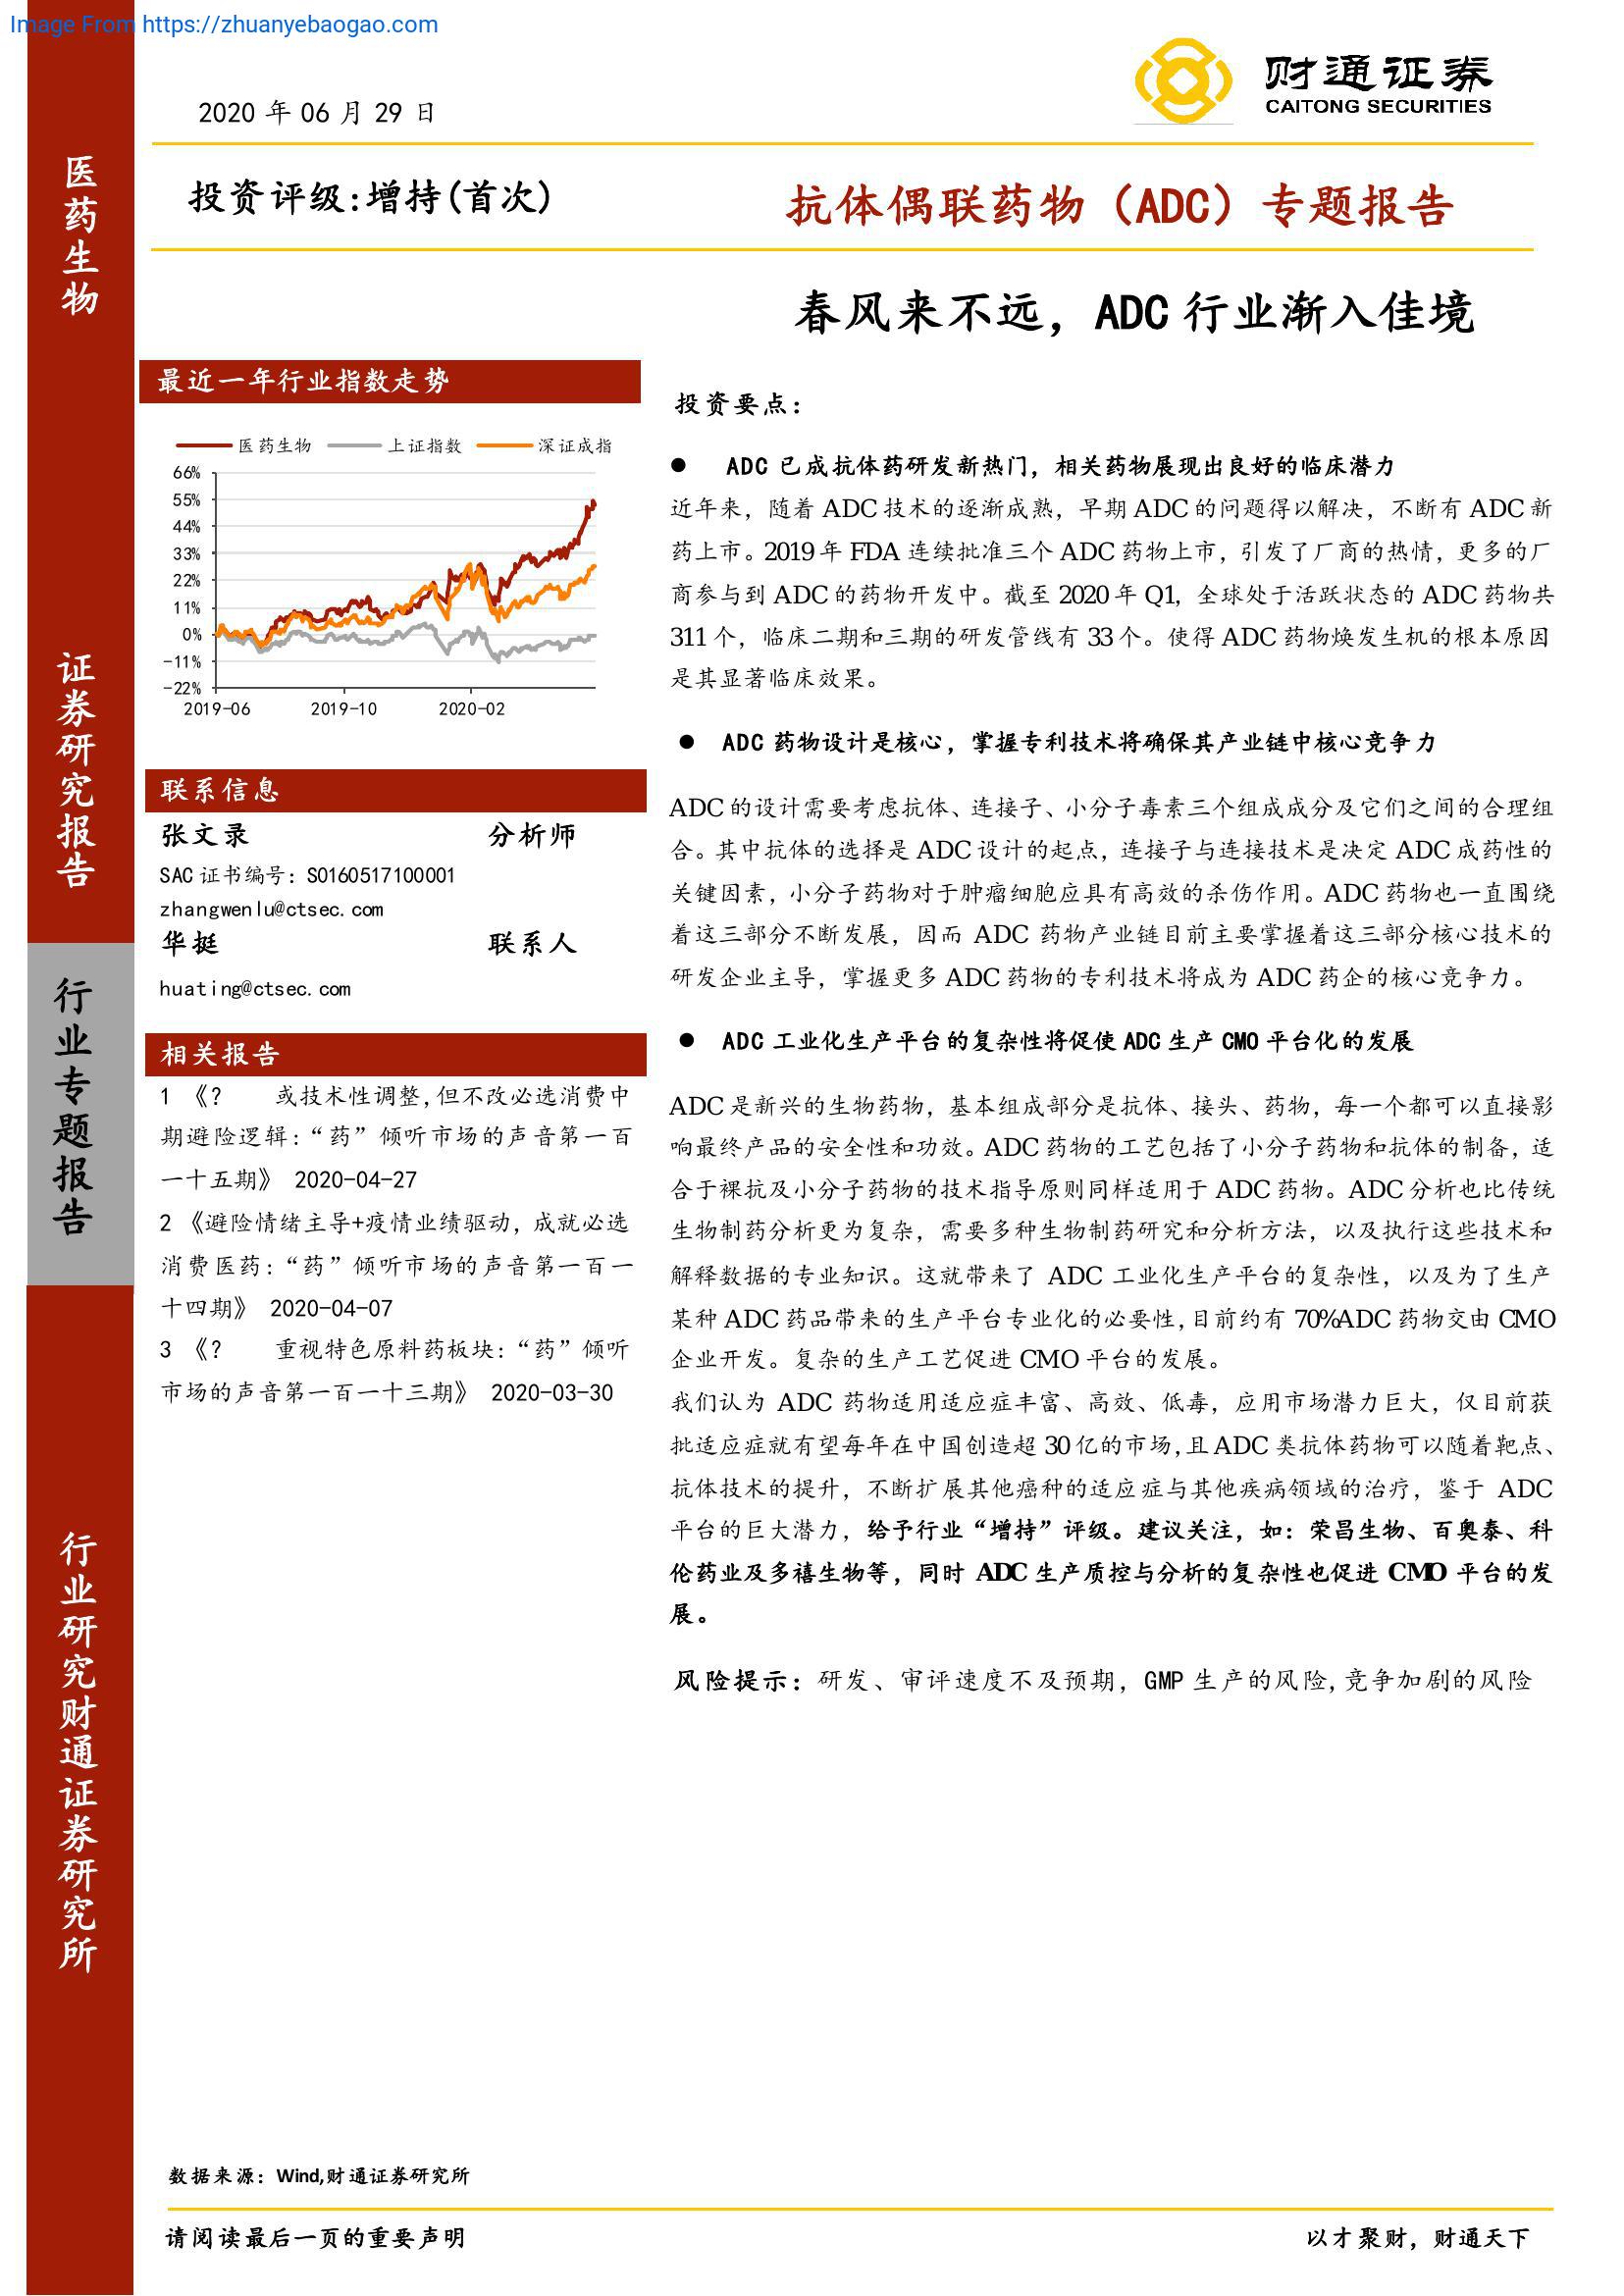 Image From https://zhuanyebaogao.com
财通证券
CAITONG SECURITIES
2020 年 06 月 29 日
投资评级:增持(首次)
抗体偶联药物（ADC）专题报告
春风来不远，ADC 行业渐入佳境
医药生物
证券研究报告
行业专题报告
行业研究财通证券研究所
最近一年行业指数走势
医药生物 上证指数 深证成指
66%
55%
44%
33%
22%
11%
0%
-11%
-22%
2019-06 2019-10 2020-02
联系信息
张文录 分析师
SAC 证书编号：S0160517100001
zhangwenlu@ctsec.com
华挺 联系人
huating@ctsec.com
相关报告
1 《? 或技术性调整,但不改必选消费中
期避险逻辑:“药”倾听市场的声音第一百
一十五期》 2020-04-27
2 《避险情绪主导+疫情业绩驱动，成就必选
消费医药:“药”倾听市场的声音第一百一
十四期》 2020-04-07
3 《? 重视特色原料药板块:“药”倾听
市场的声音第一百一十三期》 2020-03-30
投资要点：
● ADC 已成抗体药研发新热门，相关药物展现出良好的临床潜力
近年来，随着 ADC 技术的逐渐成熟，早期 ADC 的问题得以解决，不断有 ADC 新
药上市。2019 年 FDA 连续批准三个 ADC 药物上市，引发了厂商的热情，更多的厂
商参与到 ADC 的药物开发中。截至 2020 年 Q1，全球处于活跃状态的 ADC 药物共
311 个，临床二期和三期的研发管线有 33 个。使得 ADC 药物焕发生机的根本原因
是其显著临床效果。
● ADC 药物设计是核心，掌握专利技术将确保其产业链中核心竞争力
ADC 的设计需要考虑抗体、连接子、小分子毒素三个组成成分及它们之间的合理组
合。其中抗体的选择是 ADC 设计的起点，连接子与连接技术是决定 ADC 成药性的
关键因素，小分子药物对于肿瘤细胞应具有高效的杀伤作用。ADC 药物也一直围绕
着这三部分不断发展，因而 ADC 药物产业链目前主要掌握着这三部分核心技术的
研发企业主导，掌握更多 ADC 药物的专利技术将成为 ADC 药企的核心竞争力。
● ADC 工业化生产平台的复杂性将促使 ADC 生产 CMO 平台化的发展
ADC 是新兴的生物药物，基本组成部分是抗体、接头、药物，每一个都可以直接影
响最终产品的安全性和功效。ADC 药物的工艺包括了小分子药物和抗体的制备，适
合于裸抗及小分子药物的技术指导原则同样适用于 ADC 药物。ADC 分析也比传统
生物制药分析更为复杂，需要多种生物制药研究和分析方法，以及执行这些技术和
解释数据的专业知识。这就带来了 ADC 工业化生产平台的复杂性，以及为了生产
某种 ADC 药品带来的生产平台专业化的必要性,目前约有 70%ADC 药物交由 CMO
企业开发。复杂的生产工艺促进 CMO 平台的发展。
我们认为 ADC 药物适用适应症丰富、高效、低毒，应用市场潜力巨大，仅目前获
批适应症就有望每年在中国创造超 30 亿的市场,且 ADC 类抗体药物可以随着靶点、
抗体技术的提升，不断扩展其他癌种的适应症与其他疾病领域的治疗，鉴于 ADC
平台的巨大潜力，给予行业“增持”评级。建议关注，如：荣昌生物、百奥泰、科
伦药业及多禧生物等，同时 ADC 生产质控与分析的复杂性也促进 CMO 平台的发
展。
风险提示：研发、审评速度不及预期，GMP 生产的风险,竞争加剧的风险
数据来源：Wind,财通证券研究所
请阅读最后一页的重要声明
以才聚财，财通天下